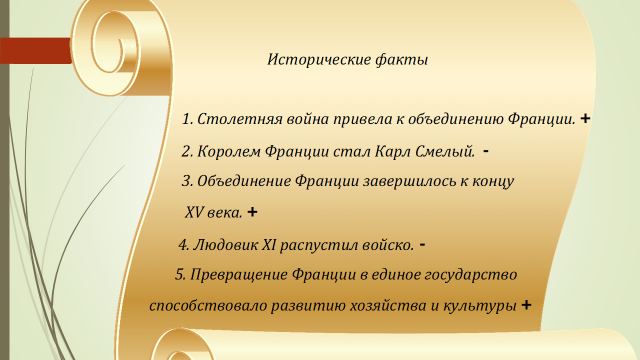 Исторические факты
1. Столетняя война привела к объединению Франции. +
2. Королем Франции стал Карл Смелый. -
3. Объединение Франции завершилось к концу
XV века. +
4. Людовик XI распустил войско. -
5. Превращение Франции в единое государство
способствовало развитию хозяйства и культуры +